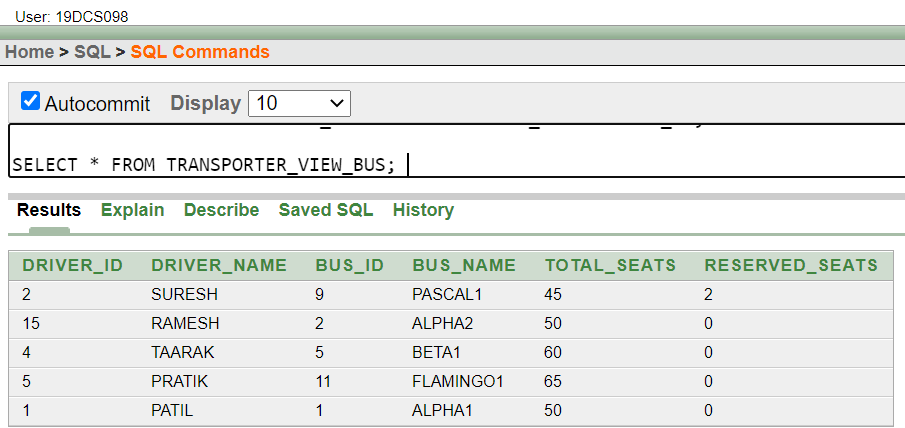 User: 19DCS098
Home > SQL > SQL Commands
Autocommit Display 10
SELECT * FROM TRANSPORTER_VIEW_BUS;
Results Explain Describe Saved SQL History
DRIVER_ID DRIVER_NAME BUS_ID BUS_NAME TOTAL_SEATS RESERVED_SEATS
2 SURESH 9 PASCAL1 45 2
15 RAMESH 2 ALPHA2 50 0
4 TAARAK 5 BETA1 60 0
5 PRATIK 11 FLAMINGO1 65 0
1 PATIL 1 ALPHA1 50 0